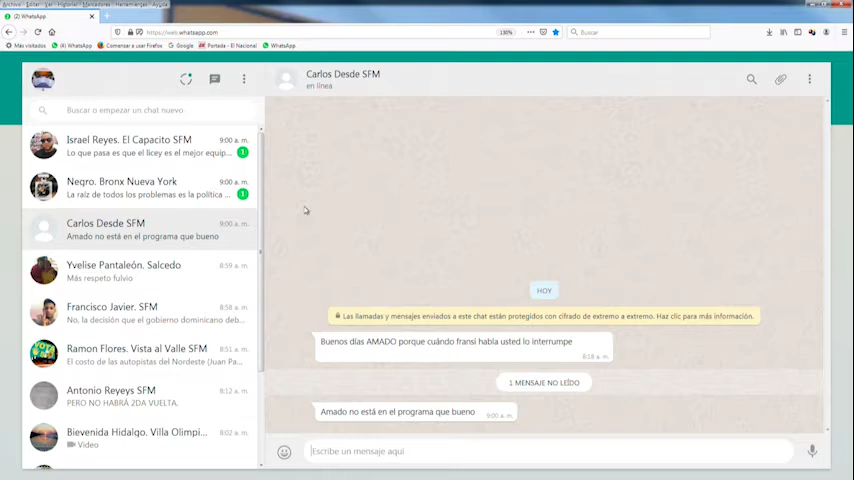 Archivo Editar Ver Historial Marcadores Herramientas Ayuda
(2) WhatsApp
https://web.whatsapp.com
130%
Buscar
Más visitados
(4) WhatsApp
Comenzar a usar Firefox
Google
Portada - El Nacional
WhatsApp
Carlos Desde SFM
en línea
Buscar o empezar un chat nuevo
Israel Reyes. El Capacito SFM
9:00 a. m.
Lo que pasa es que el licey es el mejor equip...
1
Negro. Bronx Nueva York
9:00 a. m.
La raíz de todos los problemas es la política ...
1
Carlos Desde SFM
9:00 a. m.
Amado no está en el programa que bueno
Yvelise Pantaleón. Salcedo
8:59 a. m.
Más respeto fulvio
Francisco Javier. SFM
8:58 a. m.
No, la decisión que el gobierno dominicano deb...
Ramon Flores. Vista al Valle SFM
8:51 a. m.
El costo de las autopistas del Nordeste (Juan Pa...
Antonio Reyeys SFM
8:12 a. m.
PERO NO HABRÁ 2DA VUELTA.
Bievenida Hidalgo. Villa Olimpi...
8:02 a. m.
Video
HOY
Las llamadas y mensajes enviados a este chat están protegidos con cifrado de extremo a extremo. Haz clic para más información.
Buenos días AMADO porque cuándo fransi habla usted lo interrumpe
8:18 a. m.
1 MENSAJE NO LEÍDO
Amado no está en el programa que bueno
9:00 a. m.
Escribe un mensaje aquí